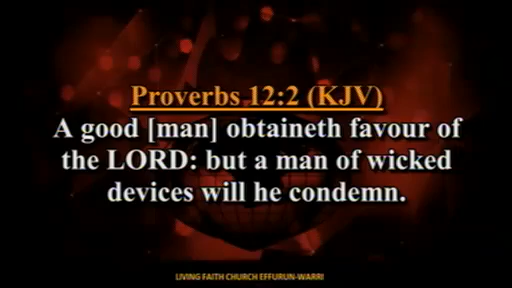 Proverbs 12:2 (KJV)
A good [man] obtaineth favour of
the LORD: but a man of wicked
devices will he condemn.
LIVING FAITH CHURCH EFFURUN-WARRI